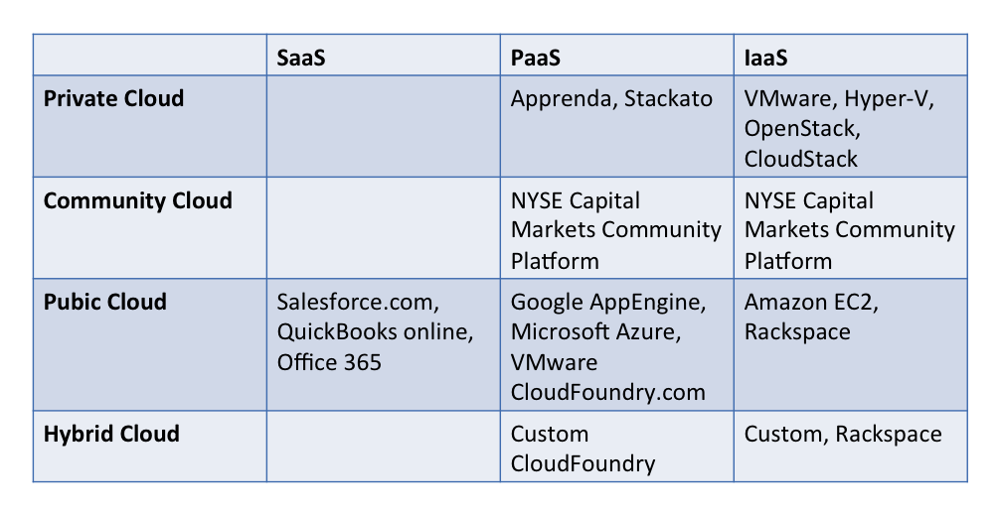 SaaS PaaS IaaS
Private Cloud Apprenda, Stackato VMware, Hyper-V,
OpenStack,
CloudStack
Community Cloud NYSE Capital NYSE Capital
Markets Community Markets Community
Platform Platform
Pubic Cloud Salesforce.com, Google AppEngine, Amazon EC2,
QuickBooks online, Microsoft Azure, Rackspace
Office 365 VMware
CloudFoundry.com
Hybrid Cloud Custom Custom, Rackspace
CloudFoundry